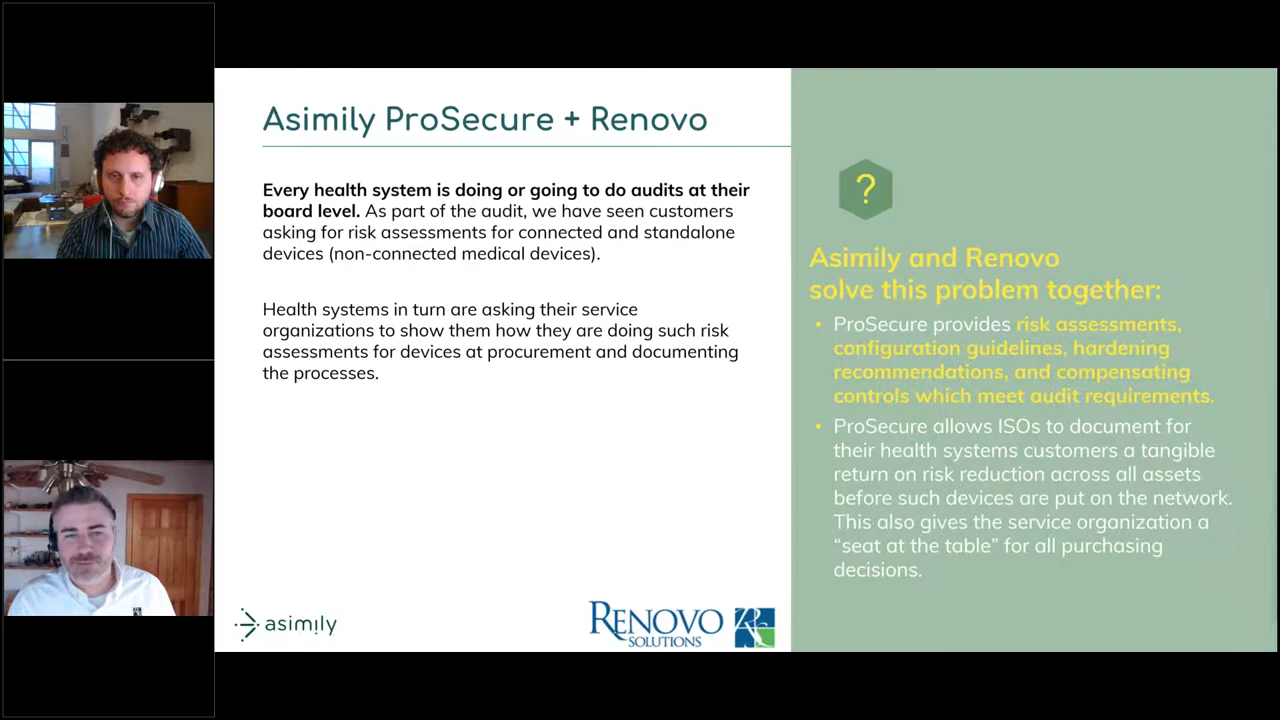 Asimily ProSecure + Renovo
Every health system is doing or going to do audits at their
board level. As part of the audit, we have seen customers
asking for risk assessments for connected and standalone
devices (non-connected medical devices).
Health systems in turn are asking their service
organizations to show them how they are doing such risk
assessments for devices at procurement and documenting
the processes.
asimily
RENOVO
SOLUTIONS
?
Asimily and Renovo
solve this problem together:
• ProSecure provides risk assessments,
configuration guidelines, hardening
recommendations, and compensating
controls which meet audit requirements.
• ProSecure allows ISOs to document for
their health systems customers a tangible
return on risk reduction across all assets
before such devices are put on the network.
This also gives the service organization a
“seat at the table” for all purchasing
decisions.